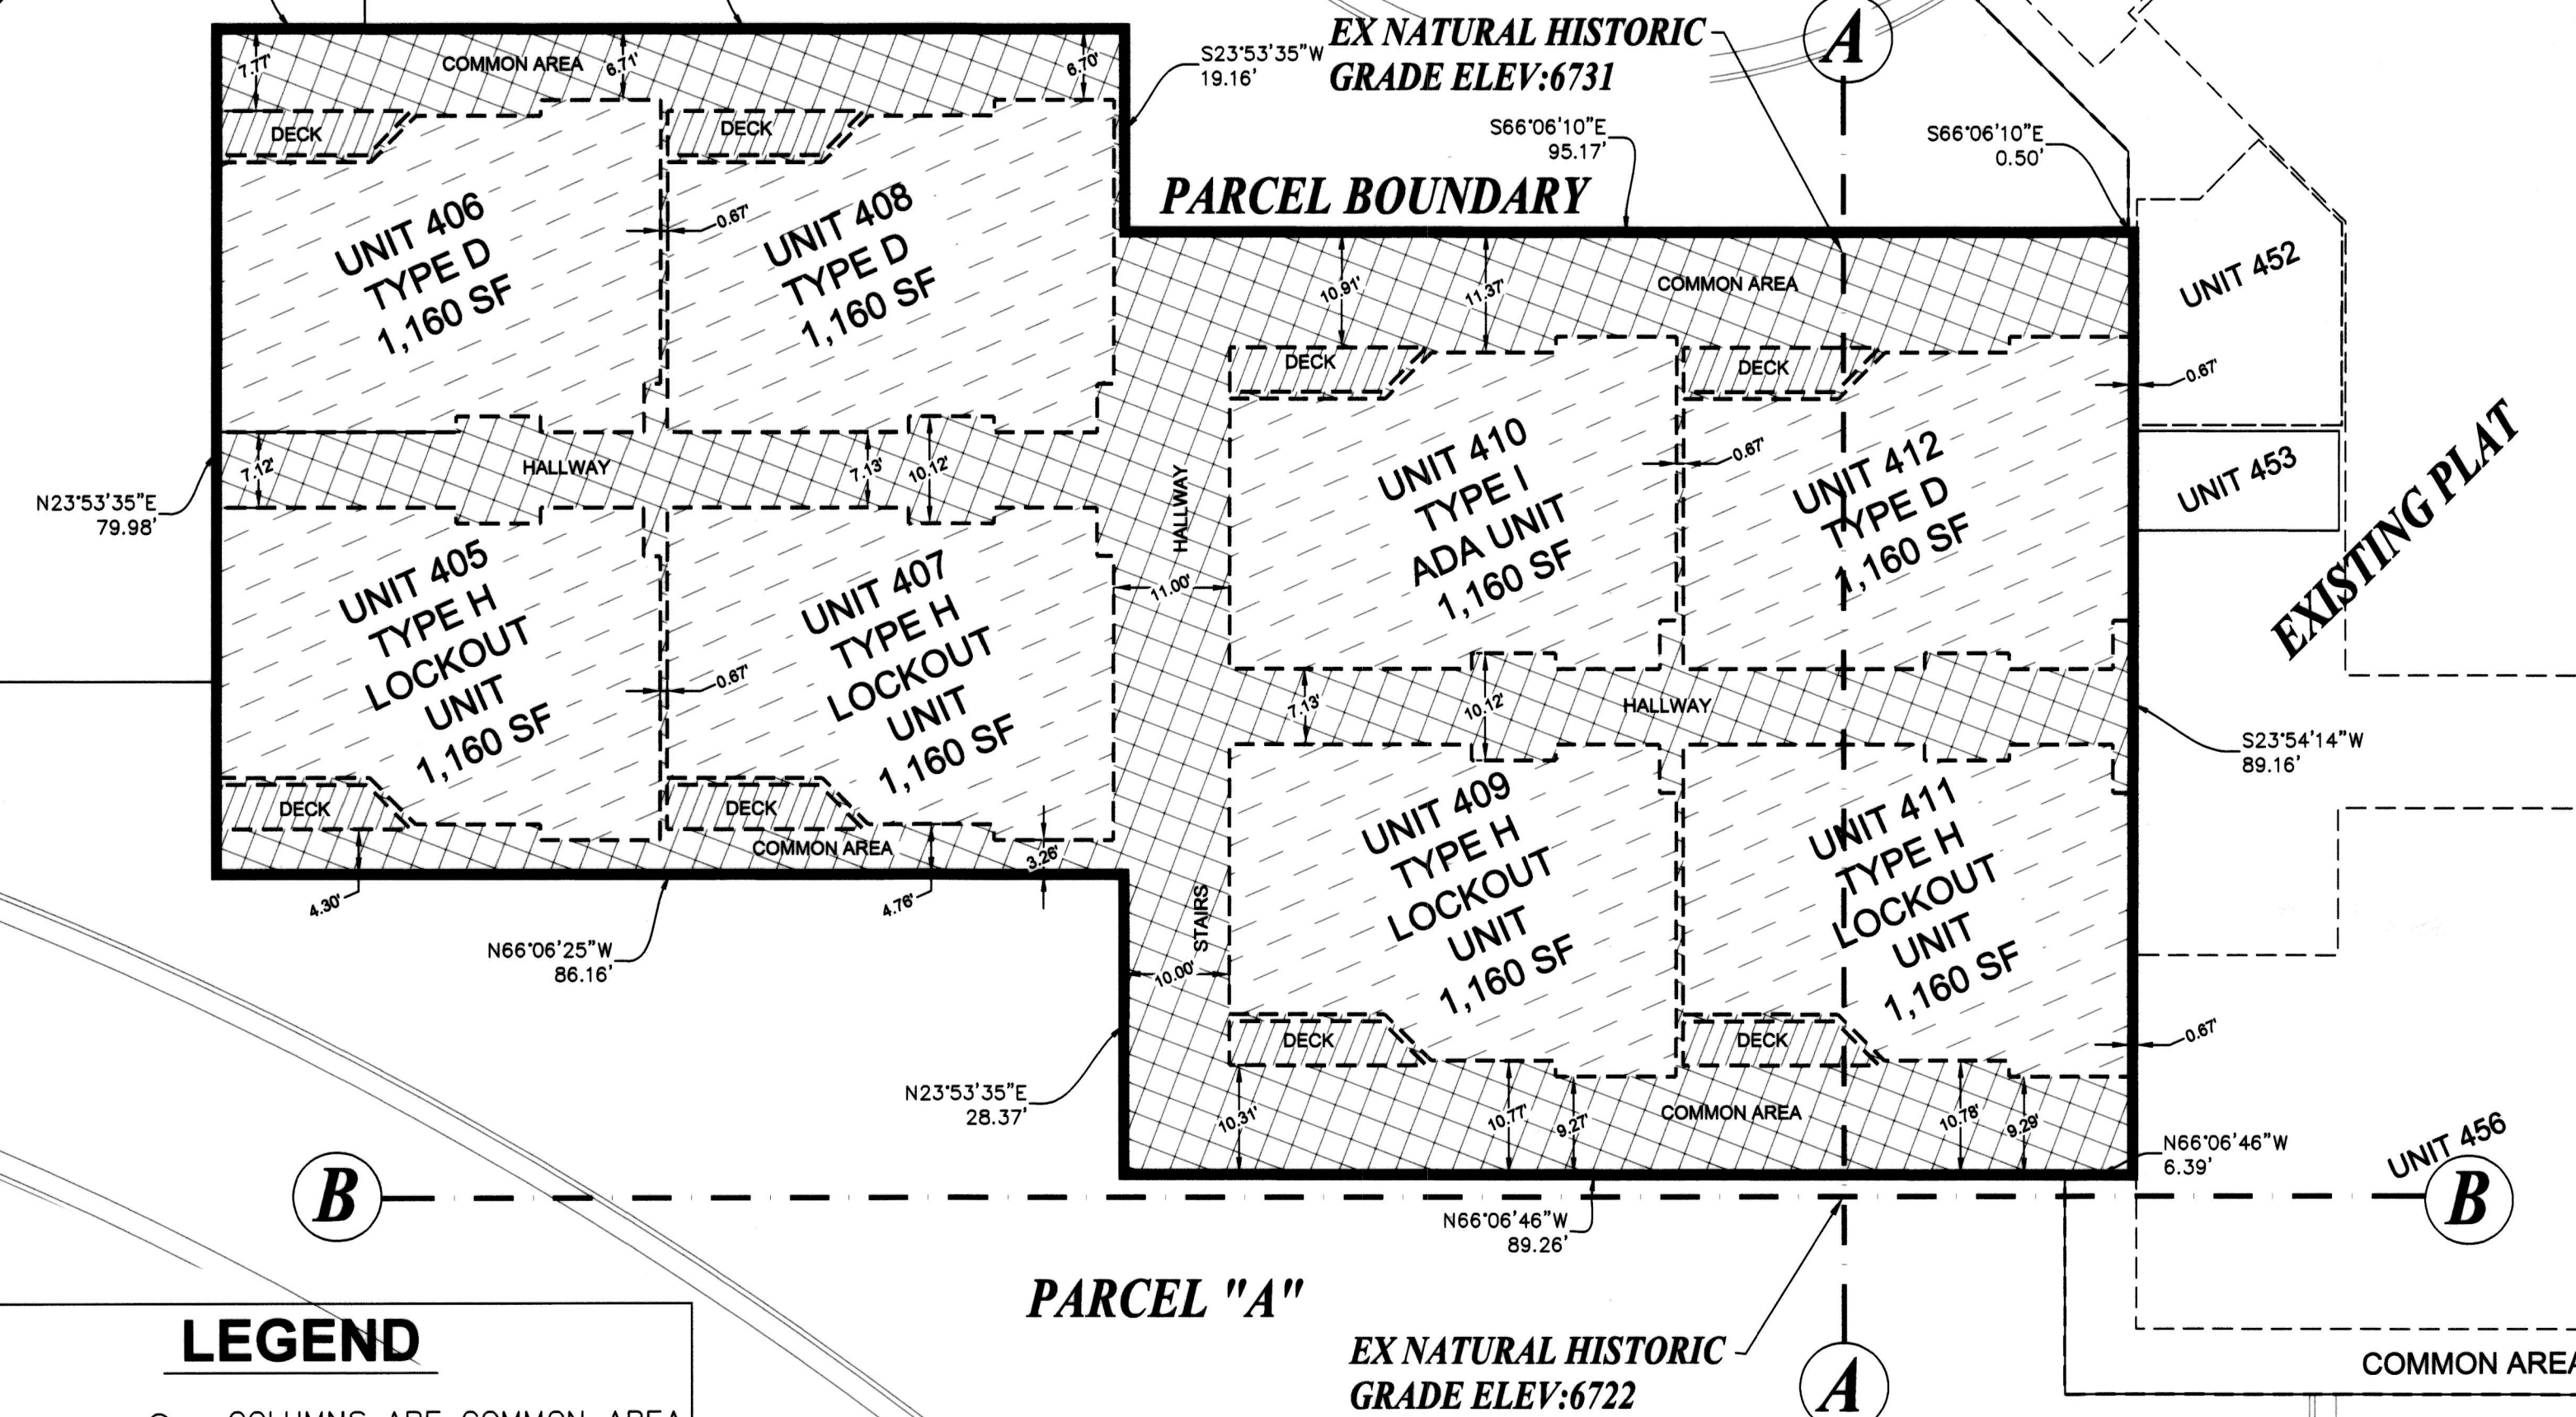 EX NATURAL HISTORIC
GRADE ELEV:6731
A
S23°53'35"W
19.16'
S66°06'10"E
95.17'
S66°06'10"E
0.50'
PARCEL BOUNDARY
7.77'
COMMON AREA
6.71'
6.70'
DECK
DECK
UNIT 406
TYPE D
1,160 SF
0.67'
UNIT 408
TYPE D
1,160 SF
10.91'
11.37'
COMMON AREA
UNIT 452
0.67'
DECK
DECK
UNIT 410
TYPE I
ADA UNIT
1,160 SF
0.67'
UNIT 412
TYPE D
1,160 SF
UNIT 453
EXISTING PLAT
N23°53'35"E
79.98'
7.12'
HALLWAY
7.13'
10.12'
HALLWAY
11.00'
UNIT 405
TYPE H
LOCKOUT
UNIT
1,160 SF
0.67'
UNIT 407
TYPE H
LOCKOUT
UNIT
1,160 SF
7.13'
10.12'
HALLWAY
S23°54'14"W
89.16'
DECK
DECK
COMMON AREA
3.26'
4.30'
4.76'
N66°06'25"W
86.16'
STAIRS
10.00'
UNIT 409
TYPE H
LOCKOUT
UNIT
1,160 SF
UNIT 411
TYPE H
LOCKOUT
UNIT
1,160 SF
0.67'
DECK
DECK
N23°53'35"E
28.37'
10.31'
10.77'
9.27'
COMMON AREA
10.78'
9.29'
N66°06'46"W
6.39'
UNIT 456
B
B
N66°06'46"W
89.26'
PARCEL "A"
EX NATURAL HISTORIC
GRADE ELEV:6722
A
COMMON AREA
LEGEND
COLUMNS ARE COMMON AREA